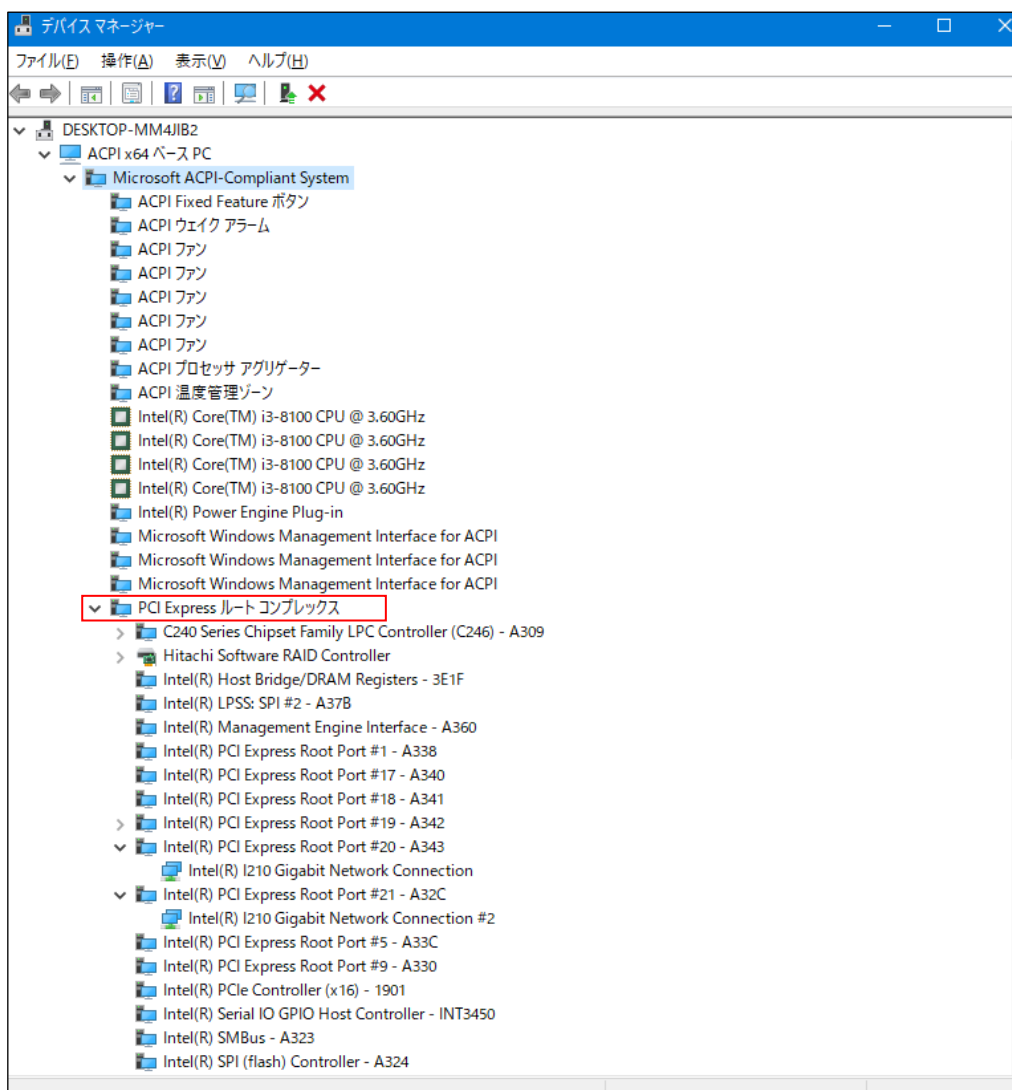 デバイス マネージャー
ファイル(F) 操作(A) 表示(V) ヘルプ(H)
DESKTOP-MM4JIB2
ACPI x64 ベース PC
Microsoft ACPI-Compliant System
ACPI Fixed Feature ボタン
ACPI ウェイク アラーム
ACPI ファン
ACPI ファン
ACPI ファン
ACPI ファン
ACPI ファン
ACPI プロセッサ アグリゲーター
ACPI 温度管理ゾーン
Intel(R) Core(TM) i3-8100 CPU @ 3.60GHz
Intel(R) Core(TM) i3-8100 CPU @ 3.60GHz
Intel(R) Core(TM) i3-8100 CPU @ 3.60GHz
Intel(R) Core(TM) i3-8100 CPU @ 3.60GHz
Intel(R) Power Engine Plug-in
Microsoft Windows Management Interface for ACPI
Microsoft Windows Management Interface for ACPI
Microsoft Windows Management Interface for ACPI
PCI Express ルート コンプレックス
C240 Series Chipset Family LPC Controller (C246) - A309
Hitachi Software RAID Controller
Intel(R) Host Bridge/DRAM Registers - 3E1F
Intel(R) LPSS: SPI #2 - A37B
Intel(R) Management Engine Interface - A360
Intel(R) PCI Express Root Port #1 - A338
Intel(R) PCI Express Root Port #17 - A340
Intel(R) PCI Express Root Port #18 - A341
Intel(R) PCI Express Root Port #19 - A342
Intel(R) PCI Express Root Port #20 - A343
Intel(R) I210 Gigabit Network Connection
Intel(R) PCI Express Root Port #21 - A32C
Intel(R) I210 Gigabit Network Connection #2
Intel(R) PCI Express Root Port #5 - A33C
Intel(R) PCI Express Root Port #9 - A330
Intel(R) PCIe Controller (x16) - 1901
Intel(R) Serial IO GPIO Host Controller - INT3450
Intel(R) SMBus - A323
Intel(R) SPI (flash) Controller - A324